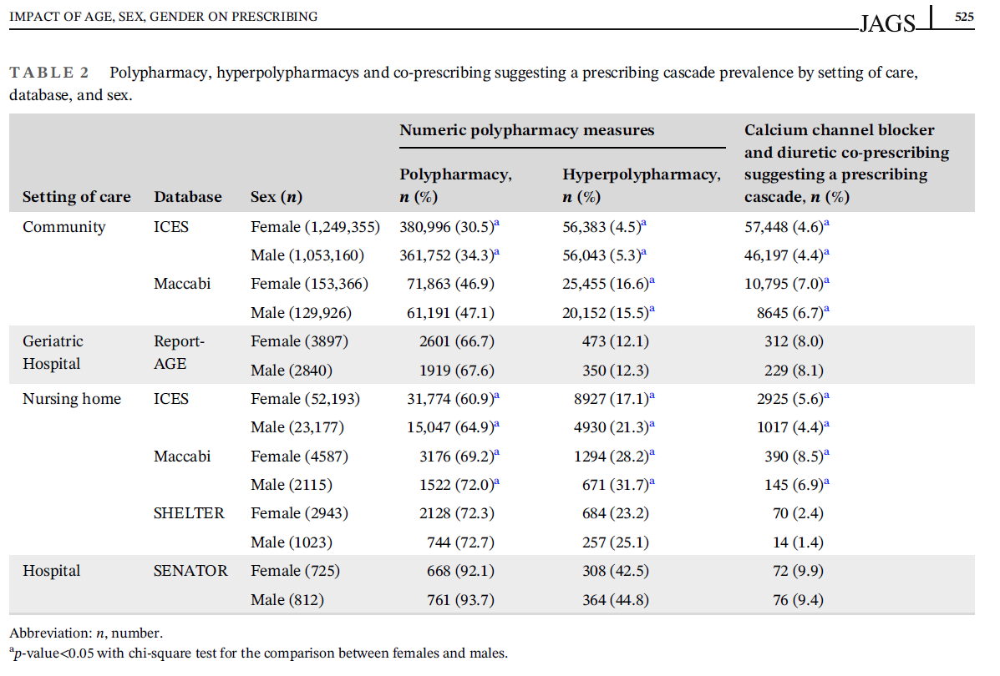 IMPACT OF AGE, SEX, GENDER ON PRESCRIBING JAGS 525
TABLE 2 Polypharmacy, hyperpolypharmacys and co-prescribing suggesting a prescribing cascade prevalence by setting of care,
database, and sex.
Numeric polypharmacy measures Calcium channel blocker
and diuretic co-prescribing
Polypharmacy, Hyperpolypharmacy, suggesting a prescribing
Setting of care Database Sex (n) n (%) n (%) cascade, n (%)
Community ICES Female (1,249,355) 380,996 (30.5)a 56,383 (4.5)a 57,448 (4.6)a
Male (1,053,160) 361,752 (34.3)a 56,043 (5.3)a 46,197 (4.4)a
Maccabi Female (153,366) 71,863 (46.9) 25,455 (16.6)a 10,795 (7.0)a
Male (129,926) 61,191 (47.1) 20,152 (15.5)a 8645 (6.7)a
Geriatric Report- Female (3897) 2601 (66.7) 473 (12.1) 312 (8.0)
Hospital AGE Male (2840) 1919 (67.6) 350 (12.3) 229 (8.1)
Nursing home ICES Female (52,193) 31,774 (60.9)a 8927 (17.1)a 2925 (5.6)a
Male (23,177) 15,047 (64.9)a 4930 (21.3)a 1017 (4.4)a
Maccabi Female (4587) 3176 (69.2)a 1294 (28.2)a 390 (8.5)a
Male (2115) 1522 (72.0)a 671 (31.7)a 145 (6.9)a
SHELTER Female (2943) 2128 (72.3) 684 (23.2) 70 (2.4)
Male (1023) 744 (72.7) 257 (25.1) 14 (1.4)
Hospital SENATOR Female (725) 668 (92.1) 308 (42.5) 72 (9.9)
Male (812) 761 (93.7) 364 (44.8) 76 (9.4)
Abbreviation: n, number.
ap-value<0.05 with chi-square test for the comparison between females and males.